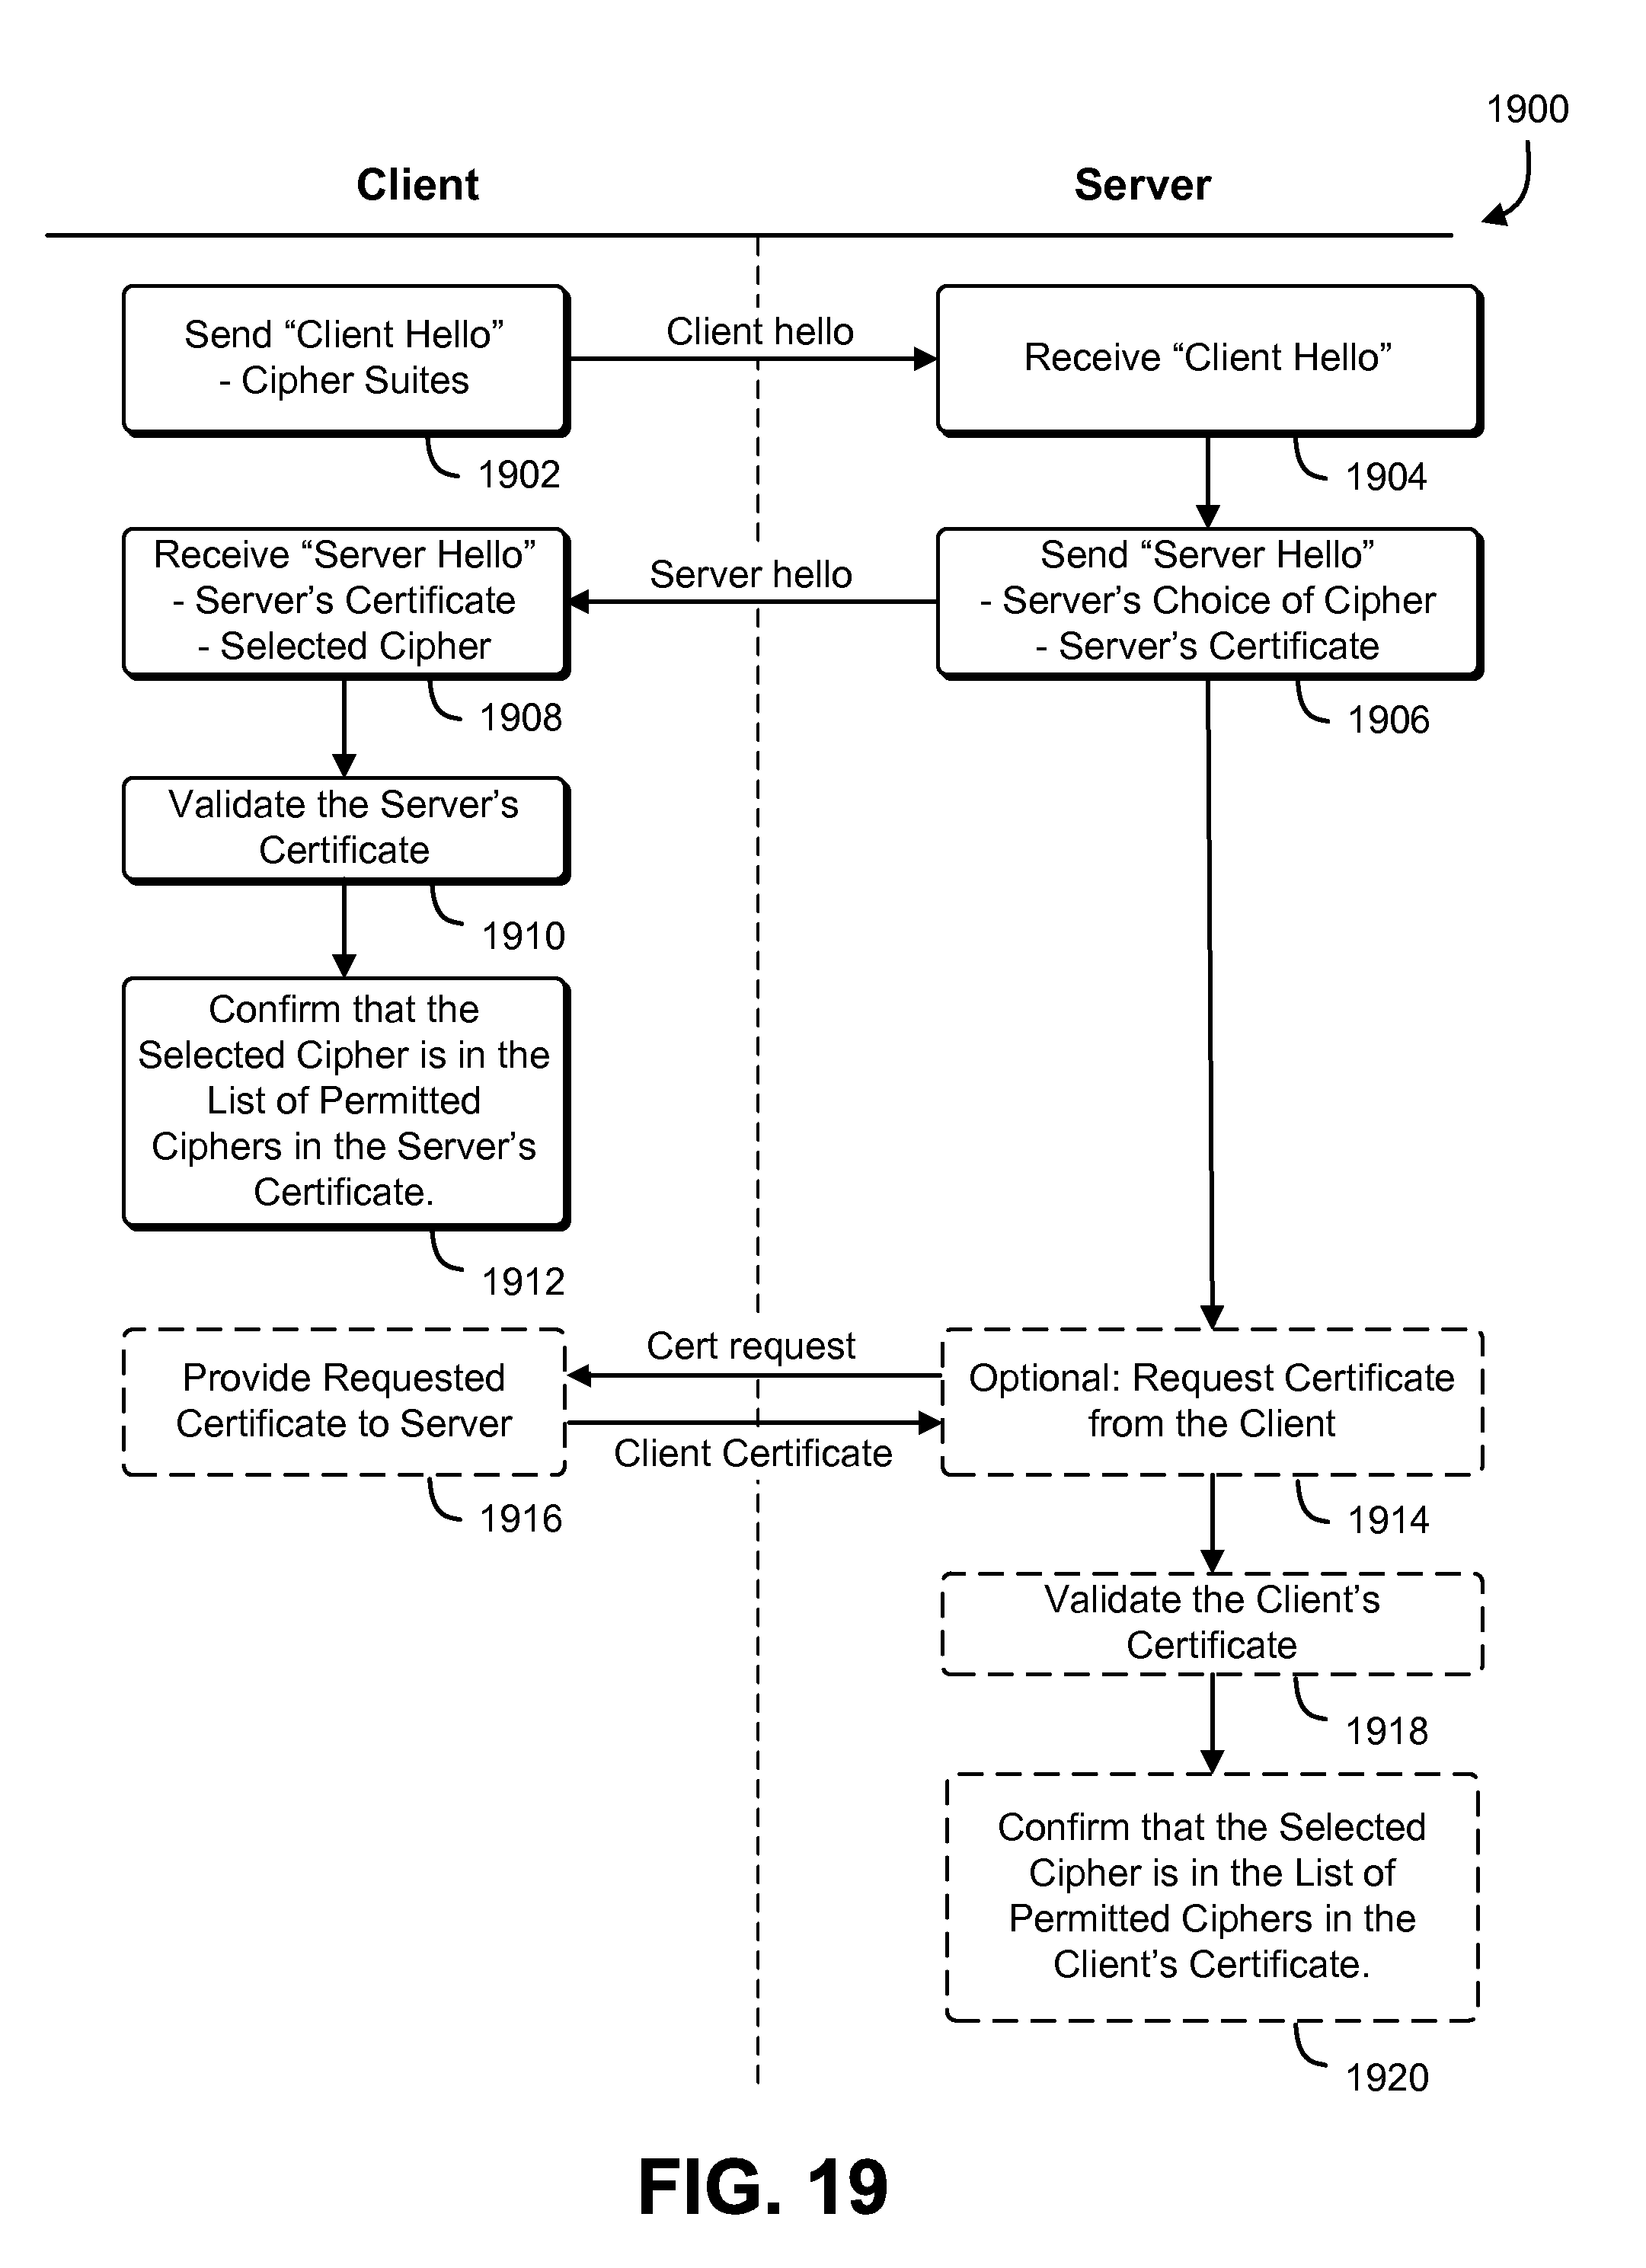 1900
Client
Server
Send “Client Hello”
- Cipher Suites
1902
Client hello
Receive “Client Hello”
1904
Receive “Server Hello”
- Server’s Certificate
- Selected Cipher
1908
Server hello
Send “Server Hello”
- Server’s Choice of Cipher
- Server’s Certificate
1906
Validate the Server’s
Certificate
1910
Confirm that the
Selected Cipher is in the
List of Permitted
Ciphers in the Server’s
Certificate.
1912
Provide Requested
Certificate to Server
1916
Cert request
Client Certificate
Optional: Request Certificate
from the Client
1914
Validate the Client’s
Certificate
1918
Confirm that the Selected
Cipher is in the List of
Permitted Ciphers in the
Client’s Certificate.
1920
FIG. 19